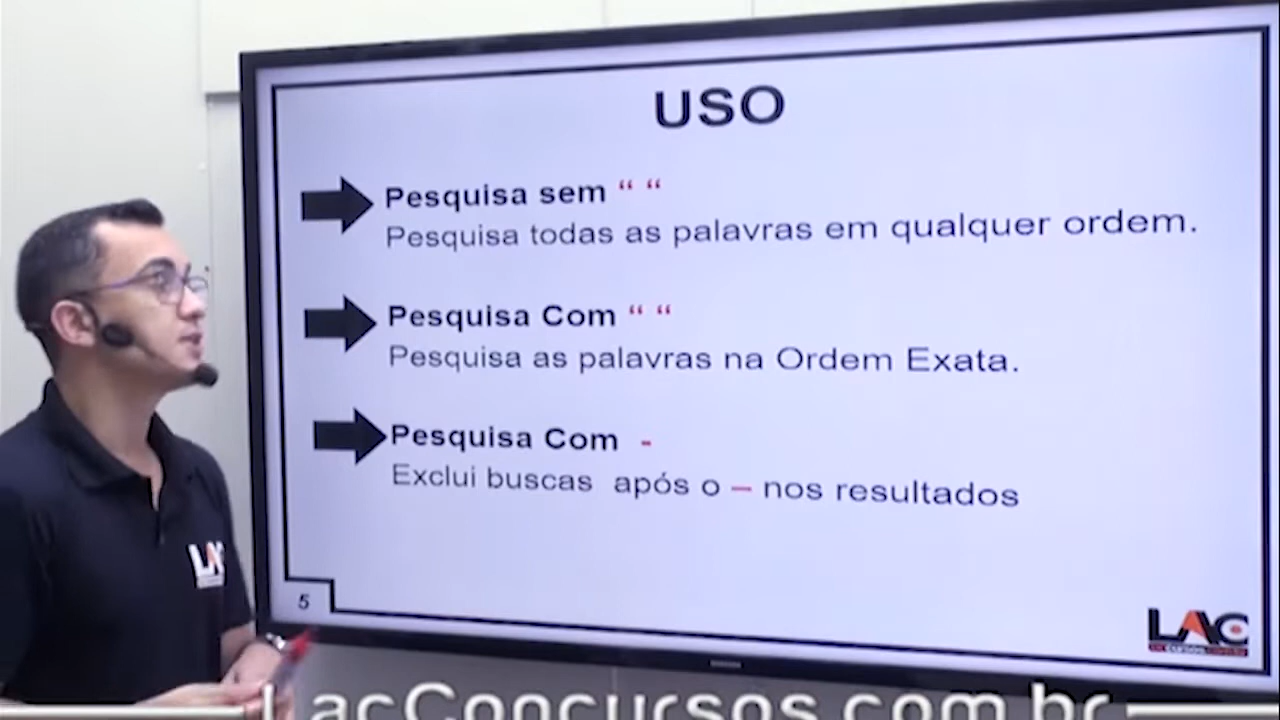 USO
Pesquisa sem “ “
Pesquisa todas as palavras em qualquer ordem.
Pesquisa Com “ “
Pesquisa as palavras na Ordem Exata.
Pesquisa Com -
Exclui buscas após o – nos resultados
5
LAC
LAC
LacConcursos.com.br